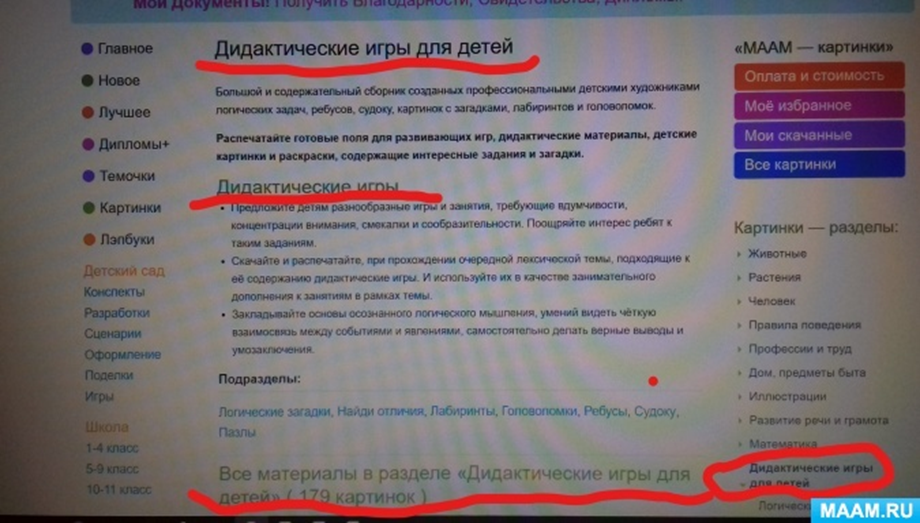 Мои Документы! Получить Благодарности, Свидетельства, Дипломы
Главное
Новое
Лучшее
Дипломы+
Темочки
Картинки
Лэпбуки
Детский сад
Конспекты
Разработки
Сценарии
Оформление
Поделки
Игры
Школа
1-4 класс
5-9 класс
10-11 класс
Дидактические игры для детей
Большой и содержательный сборник созданных профессиональными детскими художниками
логических задач, ребусов, судоку, картинок с загадками, лабиринтов и головоломок.
Распечатайте готовые поля для развивающих игр, дидактические материалы, детские
картинки и раскраски, содержащие интересные задания и загадки.
Дидактические игры
• Предложите детям разнообразные игры и занятия, требующие вдумчивости,
концентрации внимания, смекалки и сообразительности. Поощряйте интерес ребят к
таким заданиям.
• Скачайте и распечатайте, при прохождении очередной лексической темы, подходящие к
её содержанию дидактические игры. И используйте их в качестве занимательного
дополнения к занятиям в рамках темы.
• Закладывайте основы осознанного логического мышления, умений видеть чёткую
взаимосвязь между событиями и явлениями, самостоятельно делать верные выводы и
умозаключения.
Подразделы:
Логические загадки, Найди отличия, Лабиринты, Головоломки, Ребусы, Судоку,
Пазлы
Все материалы в разделе «Дидактические игры для
детей» ( 179 картинок )
«МААМ — картинки»
Оплата и стоимость
Моё избранное
Мои скачанные
Все картинки
Картинки — разделы:
Животные
Растения
Человек
Правила поведения
Профессии и труд
Дом, предметы быта
Иллюстрации
Развитие речи и грамота
Математика
Дидактические игры
для детей
MAAM.RU